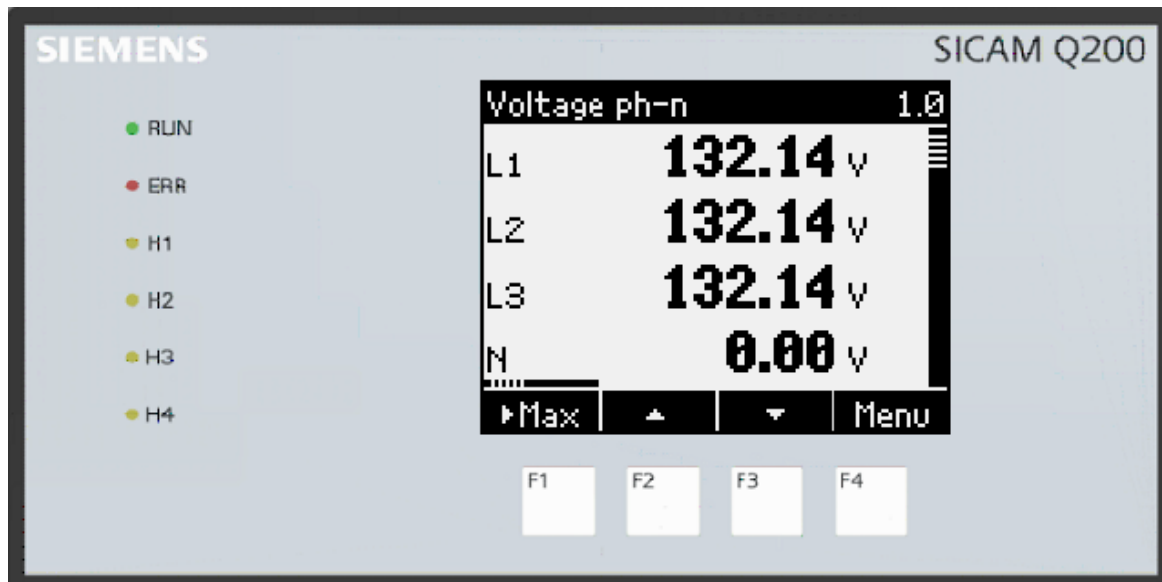 SIEMENS
SICAM Q200
RUN
ERR
H1
H2
H3
H4
Voltage ph-n 1.0
L1 132.14 V
L2 132.14 V
L3 132.14 V
N 0.00 V
Max Menu
F1 F2 F3 F4